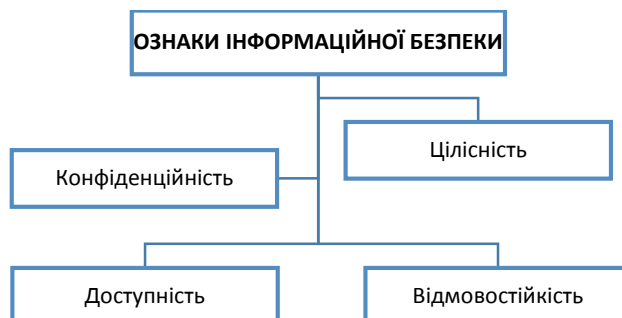 ОЗНАКИ ІНФОРМАЦІЙНОЇ БЕЗПЕКИ
Цілісність
Конфіденційність
Доступність
Відмовостійкість